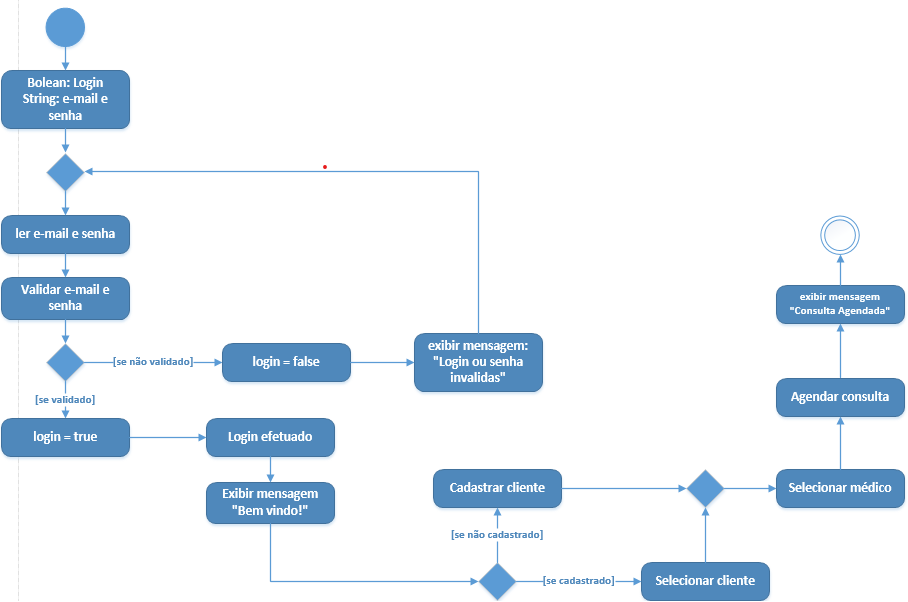 Bolean: Login
String: e-mail e
senha
ler e-mail e senha
Validar e-mail e
senha
[se não validado]
login = false
exibir mensagem:
"Login ou senha
invalidas"
[se validado]
login = true
Login efetuado
Exibir mensagem
"Bem vindo!"
[se não cadastrado]
Cadastrar cliente
[se cadastrado]
Selecionar cliente
Selecionar médico
Agendar consulta
exibir mensagem
"Consulta Agendada"